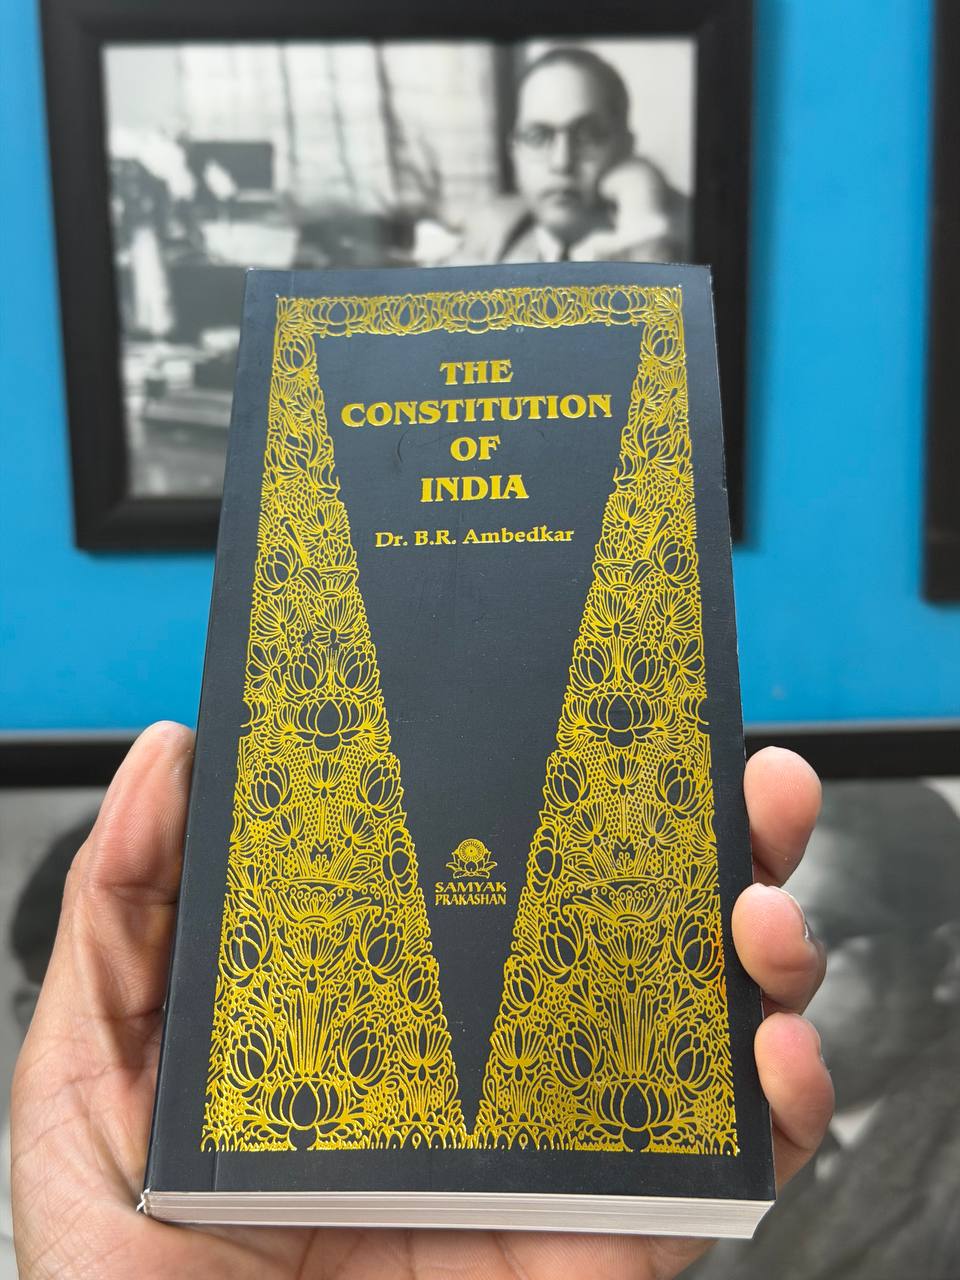 THE
CONSTITUTION
OF
INDIA
Dr. B.R. Ambedkar
SAMYAK
PRAKASHAN